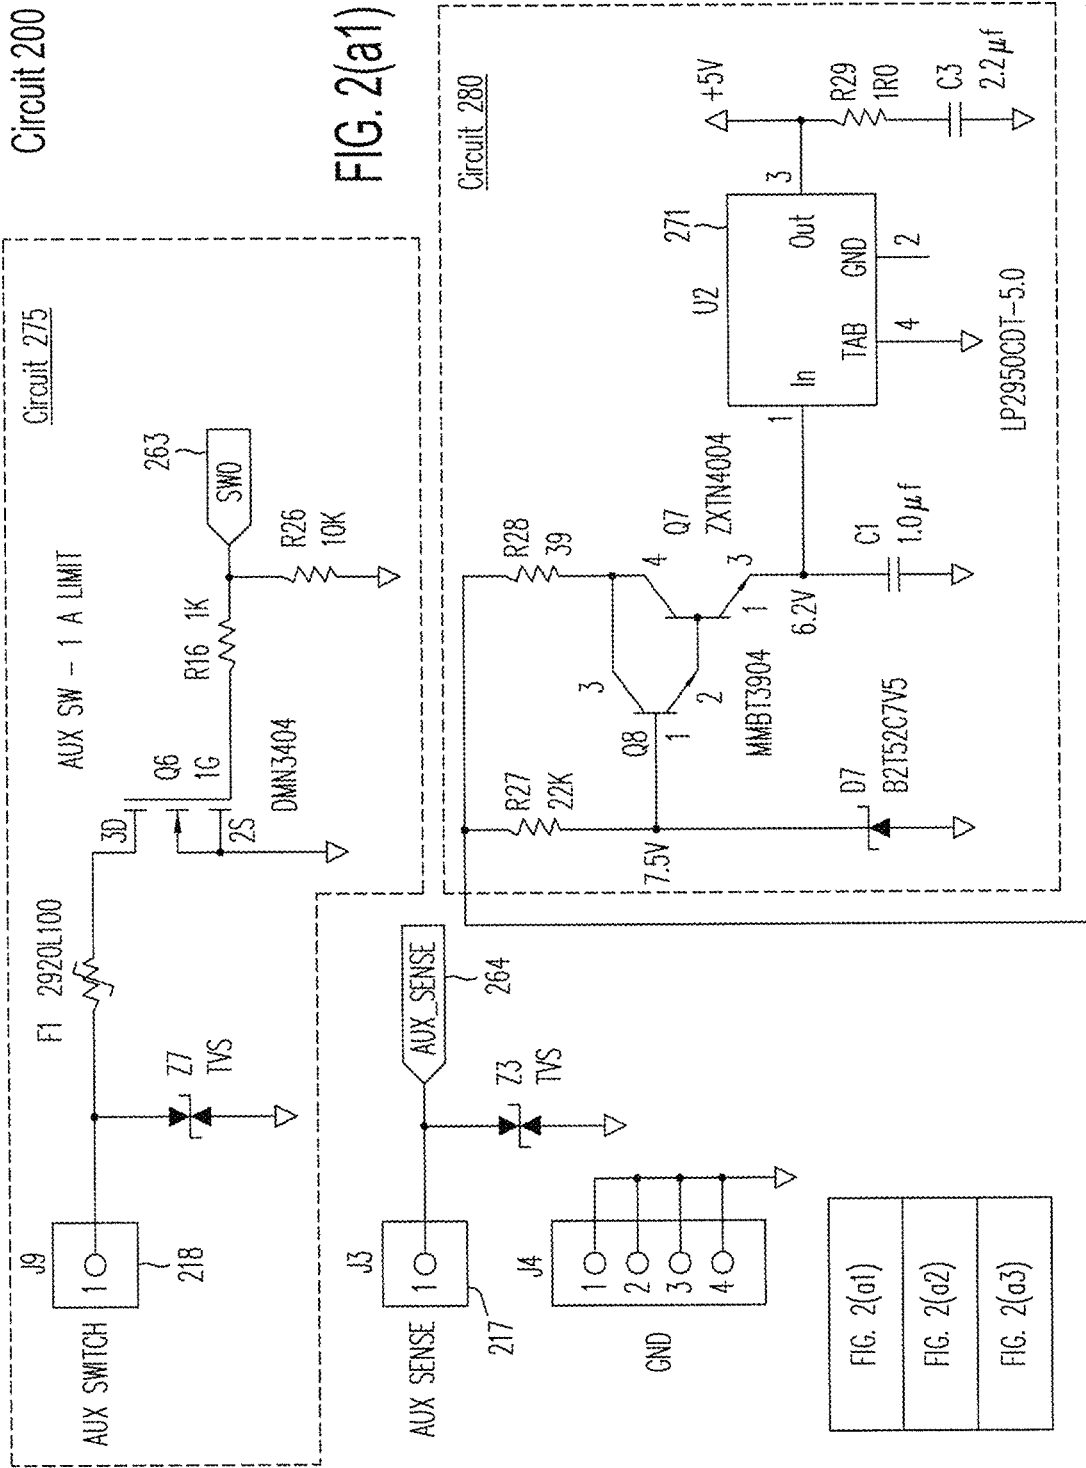 Circuit 200
FIG. 2(a1)
Circuit 275
AUX SW - 1 A LIMIT
AUX SWITCH
J9
1
218
Z7
TVS
F1 2920L100
3D
Q6
1G
2S
DMN3404
R16 1K
263
SW0
R26
10K
AUX SENSE
J3
1
217
AUX_SENSE
264
Z3
TVS
GND
J4
1
2
3
4
Circuit 280
R27
22K
7.5V
Q8
1
3
2
MMBT3904
R28
39
4
Q7
ZXTN4004
3
1
6.2V
D7
B2T52C7V5
C1
1.0µf
1
In
U2
271
Out
3
TAB
GND
4
2
LP2950CDT-5.0
+5V
R29
1R0
C3
2.2µf
FIG. 2(a1)
FIG. 2(a2)
FIG. 2(a3)